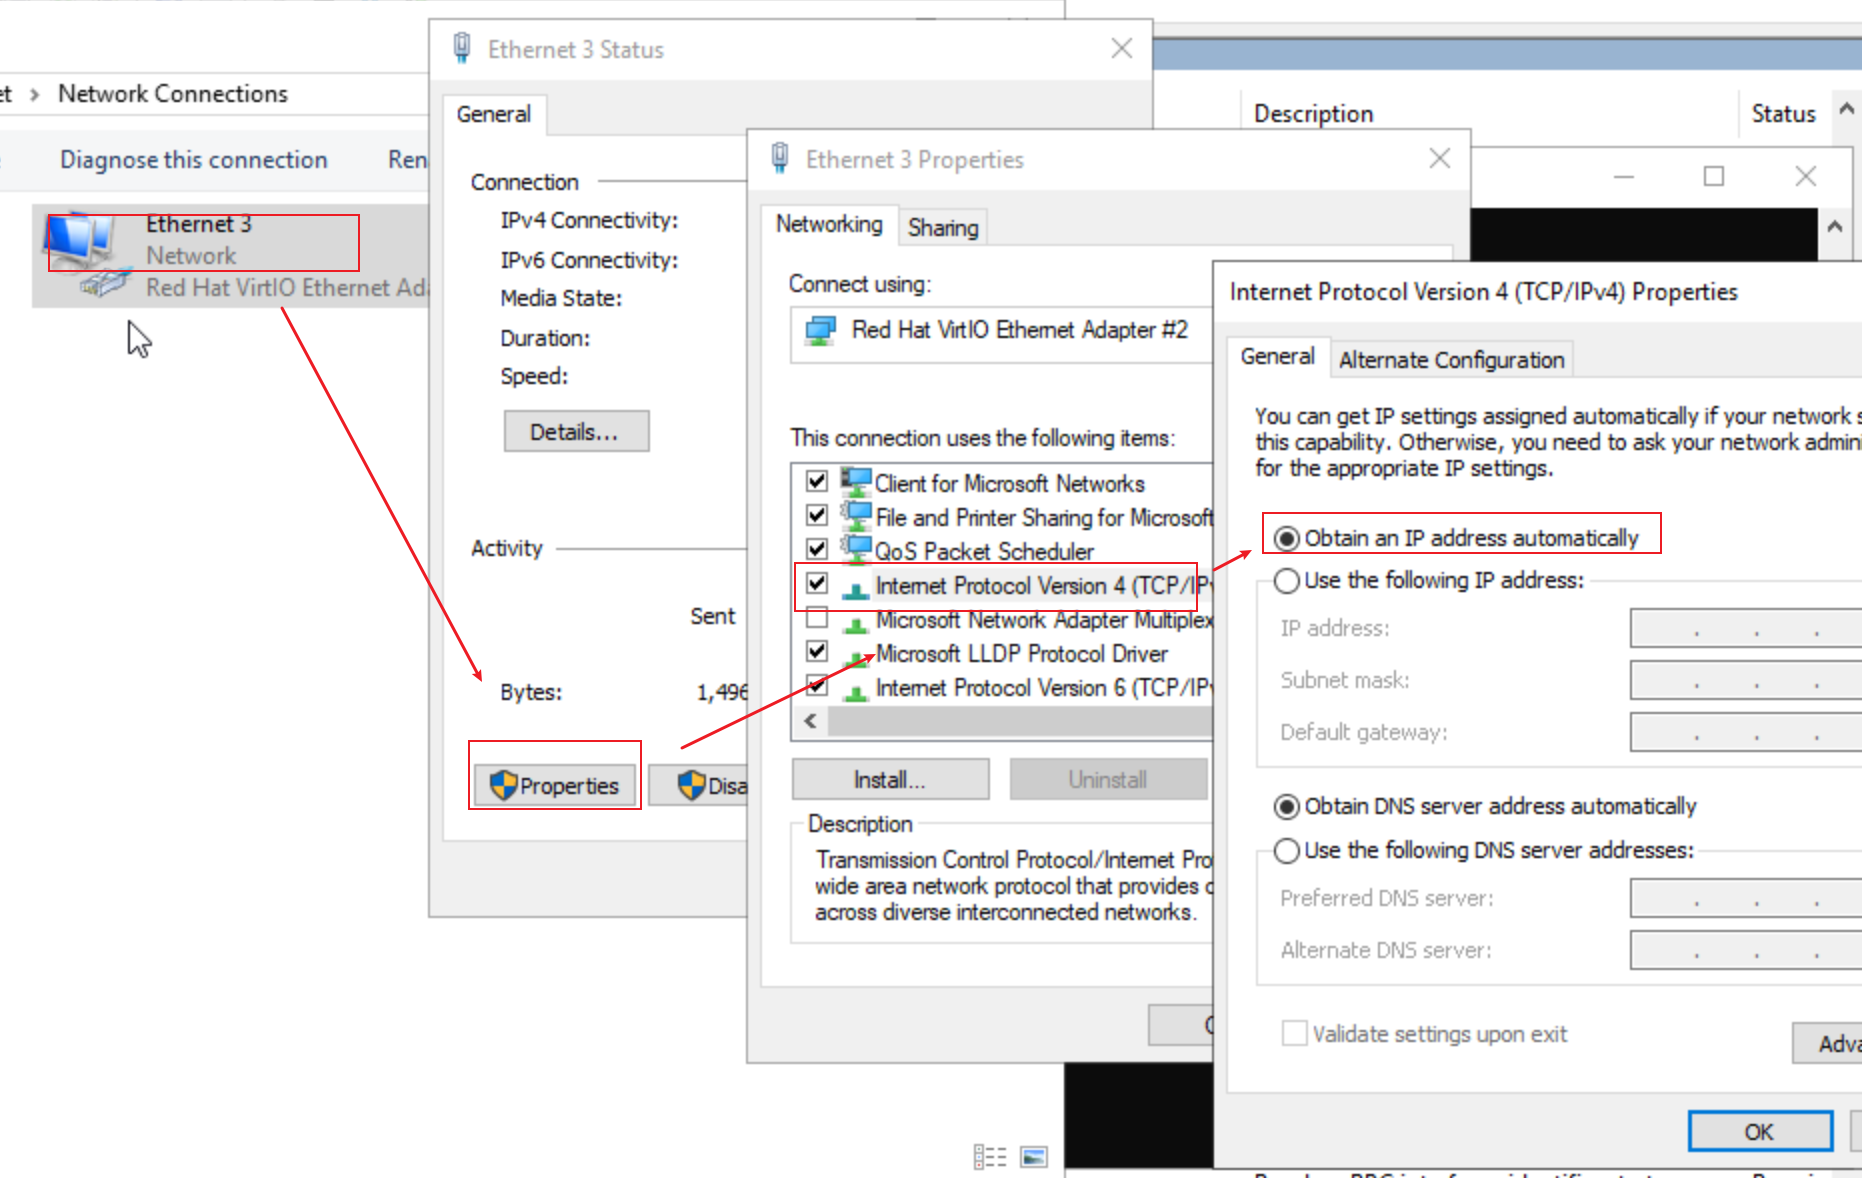 Network Connections
Diagnose this connection
Ethernet 3
Network
Red Hat VirtIO Ethernet
Ethernet 3 Status
General
Connection
IPv4 Connectivity:
IPv6 Connectivity:
Media State:
Duration:
Speed:
Details...
Activity
Sent
Bytes:
1,496
Properties
Ethernet 3 Properties
Networking
Sharing
Connect using:
Red Hat VirtIO Ethernet Adapter #2
This connection uses the following items:
Client for Microsoft Networks
File and Printer Sharing for Microsoft
QoS Packet Scheduler
Internet Protocol Version 4 (TCP/IPv
Microsoft Network Adapter Multiplex
Microsoft LLDP Protocol Driver
Internet Protocol Version 6 (TCP/IPv
Install...
Uninstall
Description
Transmission Control Protocol/Internet Pro
wide area network protocol that provides
across diverse interconnected networks.
Description
Status
Internet Protocol Version 4 (TCP/IPv4) Properties
General
Alternate Configuration
You can get IP settings assigned automatically if your network s
this capability. Otherwise, you need to ask your network admini
for the appropriate IP settings.
Obtain an IP address automatically
Use the following IP address:
IP address:
Subnet mask:
Default gateway:
Obtain DNS server address automatically
Use the following DNS server addresses:
Preferred DNS server:
Alternate DNS server:
Validate settings upon exit
Adva
OK